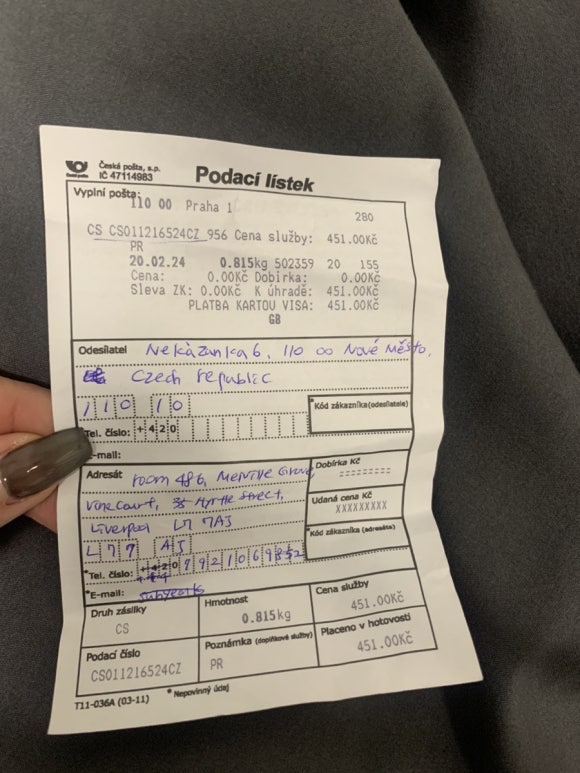 Česká pošta, s.p.
IČ 47114983
Podací lístek
Vyplní pošta:
110 00 Praha 1
280
CS CS011216524CZ 956 Cena služby: 451.00Kč
PR
20.02.24 0.815kg 502359 20 155
Cena: 0.00Kč Dobirka: 0.00Kč
Sleva ZK: 0.00Kč K úhradě: 451.00Kč
PLATBA KARTOU VISA: 451.00Kč
GB
Odesílatel Nekázanka 6, 110 00 Nové Město,
Czech republic
110 10
*Kód zákazníka (odesílatele)
Tel. číslo: +420
E-mail:
Adresát room 486, Melville Grove,
Vine court, 35 Myrtle Street,
Liverpool L7 7AJ
L77 AJ
Dobírka Kč
========
Udaná cena Kč
XXXXXXXXX
*Kód zákazníka (adresáta)
*Tel. číslo: +420
+44
*E-mail:
Druh zásilky
CS
Hmotnost
0.815kg
Cena služby
451.00Kč
Podací číslo
CS011216524CZ
Poznámka (doplňkové služby)
PR
Placeno v hotovosti
451.00Kč
T11-036A (03-11)
* Nepovinný údaj